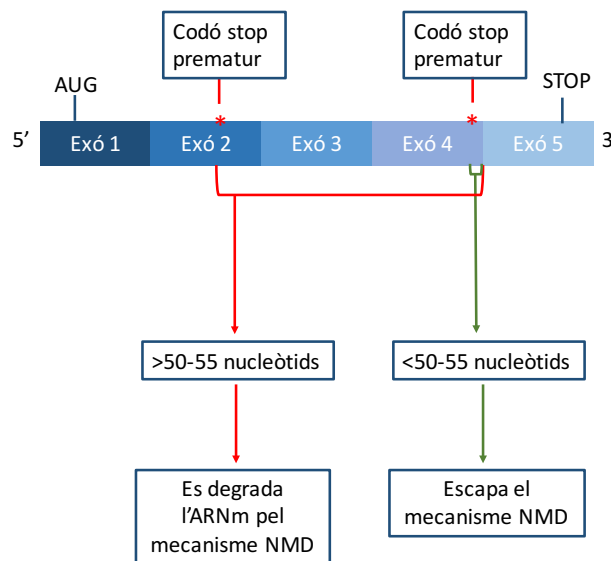 Codó stop
prematur
Codó stop
prematur
AUG
STOP
5’
Exó 1
Exó 2
Exó 3
Exó 4
Exó 5
3
*
*
>50-55 nucleòtids
<50-55 nucleòtids
Es degrada
l’ARNm pel
mecanisme NMD
Escapa el
mecanisme NMD